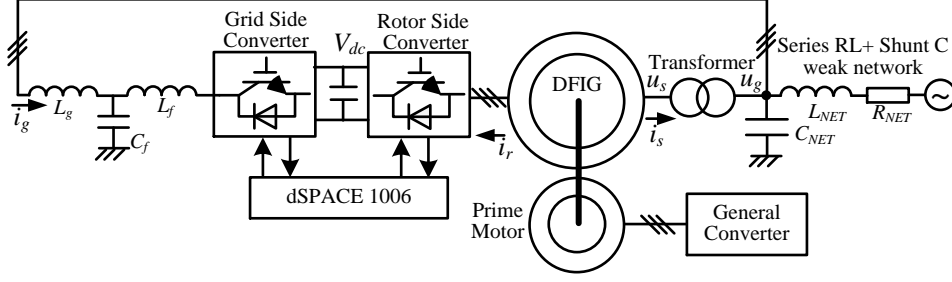 Grid Side
Converter
V_dc
Rotor Side
Converter
DFIG
u_s
Transformer
u_g
Series RL+ Shunt C
weak network
i_g
L_g
L_f
C_f
i_r
i_s
L_NET
R_NET
C_NET
dSPACE 1006
Prime
Motor
General
Converter